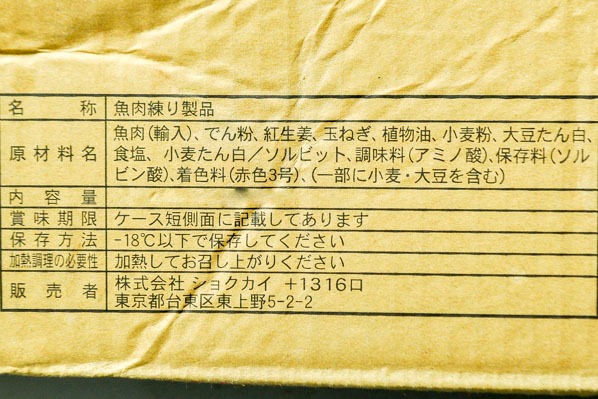 名称 魚肉練り製品
原材料名 魚肉(輸入)、でん粉、紅生姜、玉ねぎ、植物油、小麦粉、大豆たん白、
食塩、小麦たん白／ソルビット、調味料(アミノ酸)、保存料(ソル
ビン酸)、着色料(赤色3号)、(一部に小麦・大豆を含む)
内容量
賞味期限 ケース短側面に記載してあります
保存方法 -18℃以下で保存してください
加熱調理の必要性 加熱してお召し上がりください
販売者 株式会社 ショクカイ +1316口
東京都台東区東上野5-2-2